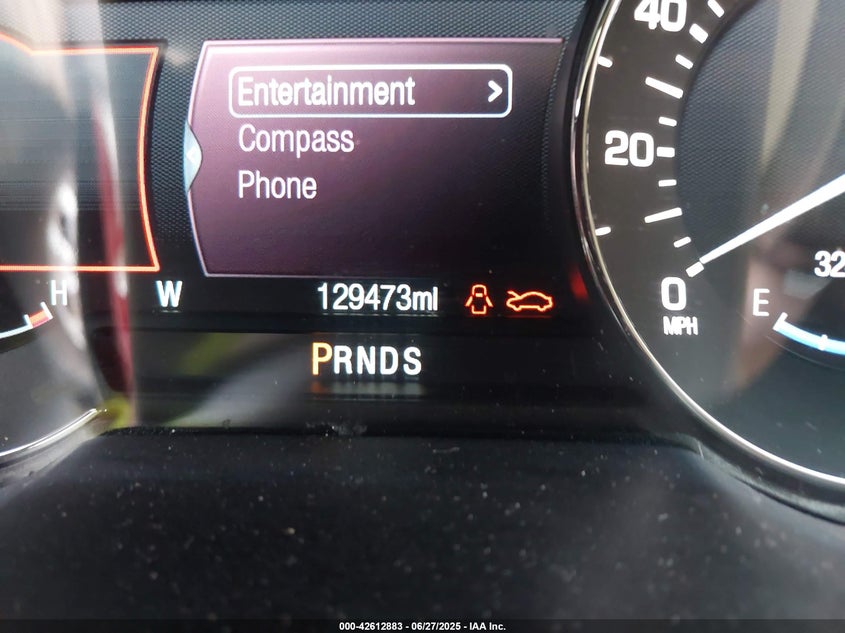 Entertainment >
Compass
Phone
40
20
0
MPH
E
32
H
W
129473mi
PRNDS
000-42612883 - 06/27/2025 - IAA Inc.